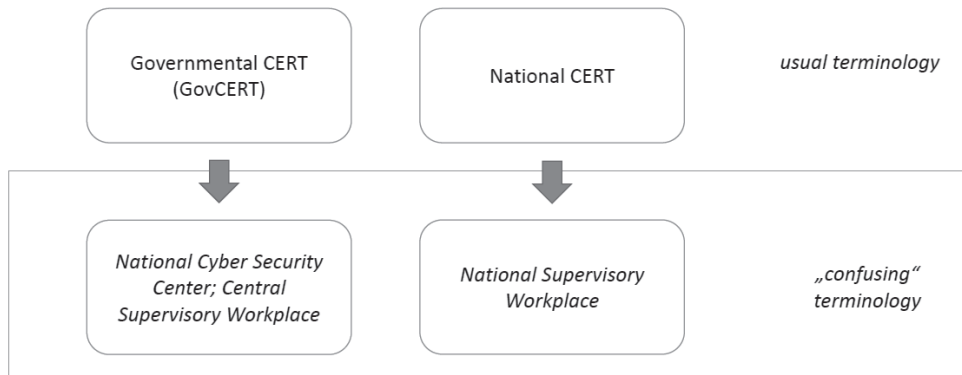 Governmental CERT
(GovCERT)
National CERT
usual terminology
National Cyber Security
Center; Central
Supervisory Workplace
National Supervisory
Workplace
„confusing“
terminology